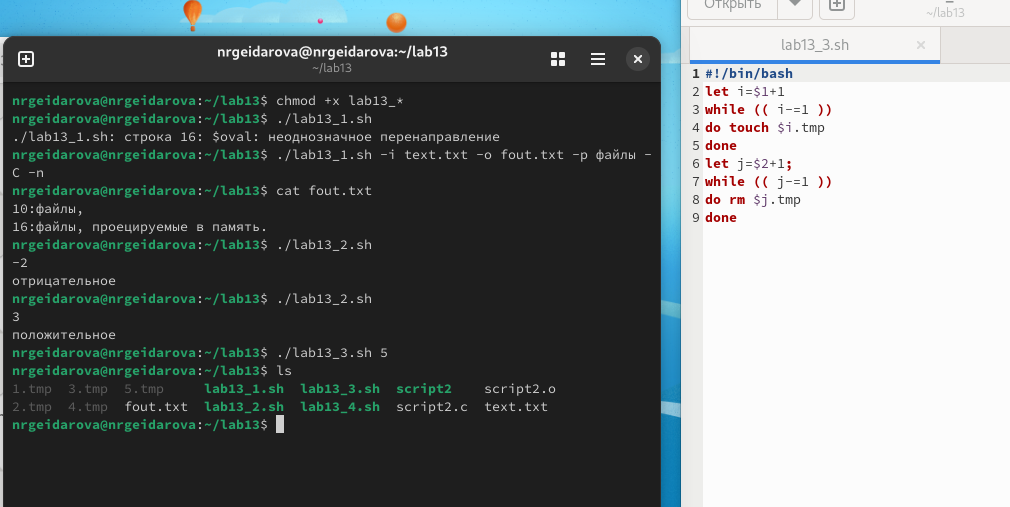 nrgeidarova@nrgeidarova:~/lab13
~/lab13
nrgeidarova@nrgeidarova:~/lab13$ chmod +x lab13_*
nrgeidarova@nrgeidarova:~/lab13$ ./lab13_1.sh
./lab13_1.sh: строка 16: $oval: неоднозначное перенаправление
nrgeidarova@nrgeidarova:~/lab13$ ./lab13_1.sh -i text.txt -o fout.txt -p файлы -
C -n
nrgeidarova@nrgeidarova:~/lab13$ cat fout.txt
10:файлы,
16:файлы, проецируемые в память.
nrgeidarova@nrgeidarova:~/lab13$ ./lab13_2.sh
-2
отрицательное
nrgeidarova@nrgeidarova:~/lab13$ ./lab13_2.sh
3
положительное
nrgeidarova@nrgeidarova:~/lab13$ ./lab13_3.sh 5
nrgeidarova@nrgeidarova:~/lab13$ ls
1.tmp 3.tmp 5.tmp lab13_1.sh lab13_3.sh script2 script2.o
2.tmp 4.tmp fout.txt lab13_2.sh lab13_4.sh script2.c text.txt
nrgeidarova@nrgeidarova:~/lab13$
Открыть
~/lab13
lab13_3.sh
1 #!/bin/bash
2 let i=$1+1
3 while (( i-=1 ))
4 do touch $i.tmp
5 done
6 let j=$2+1;
7 while (( j-=1 ))
8 do rm $j.tmp
9 done